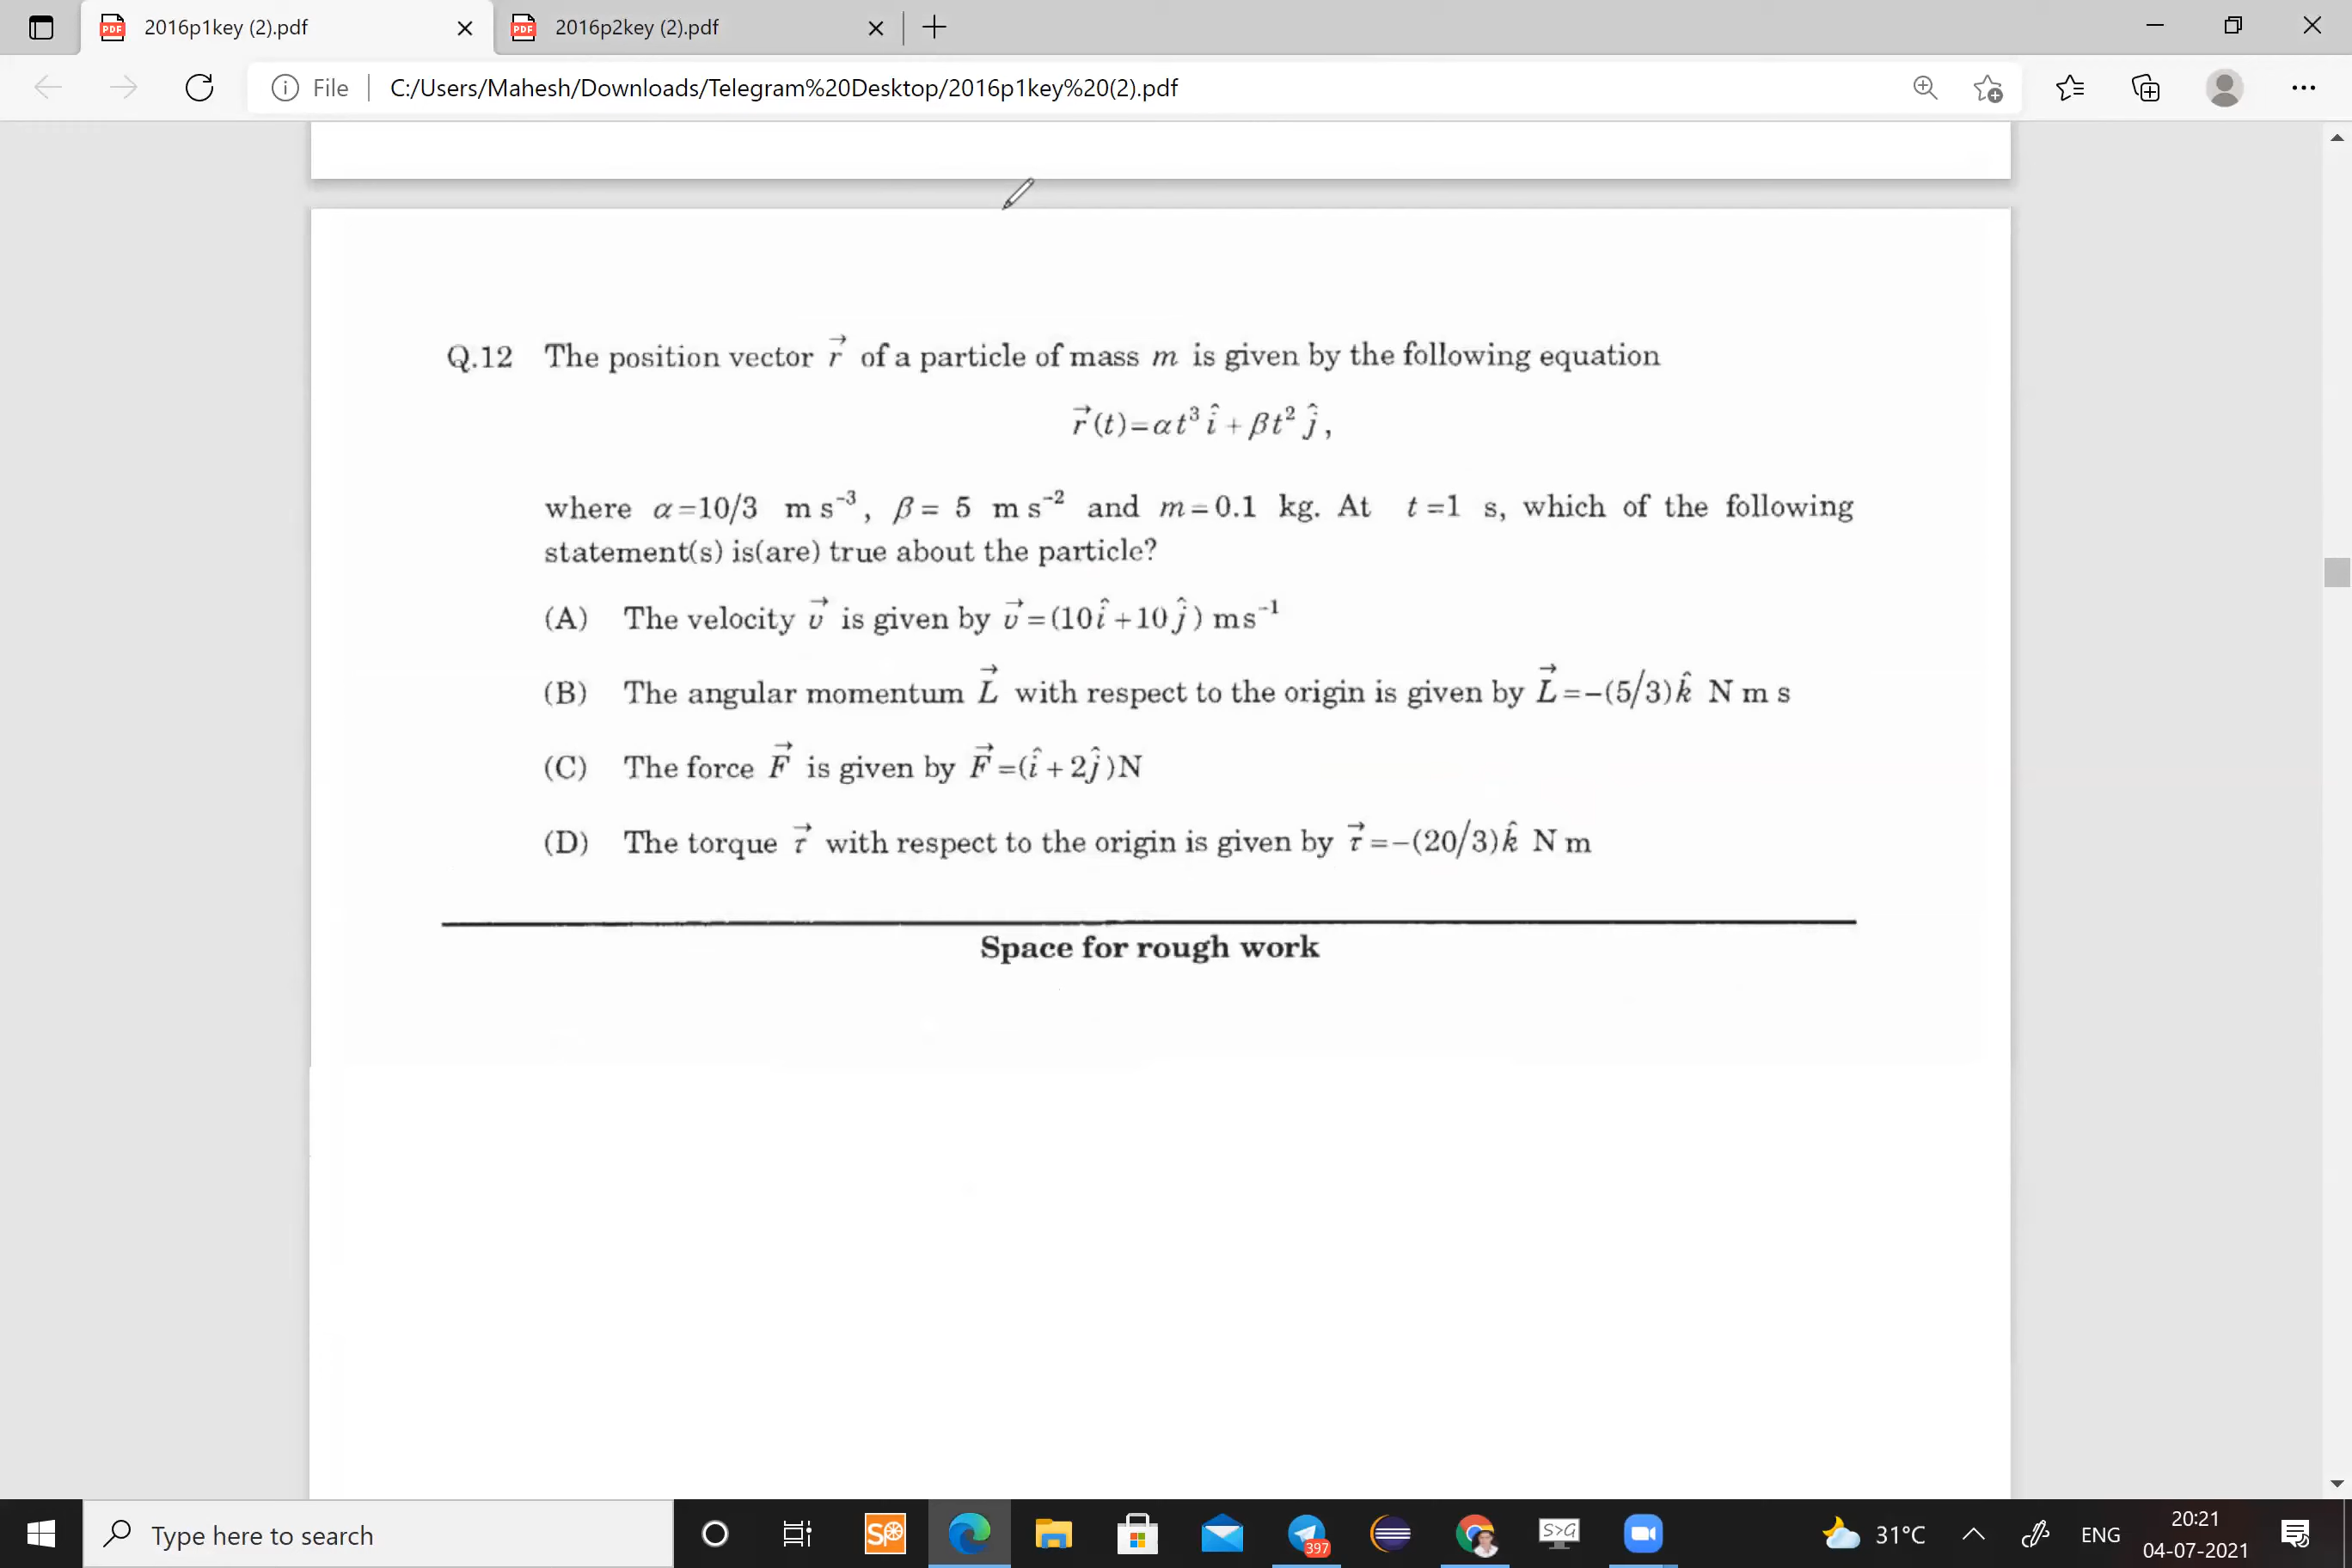 2016p1key (2).pdf
2016p2key (2).pdf
File
C:/Users/Mahesh/Downloads/Telegram%20Desktop/2016p1key%20(2).pdf
Q.12 The position vector r⃗ of a particle of mass m is given by the following equation
r⃗(t)=αt³ î + βt² ĵ,
where α=10/3 m s⁻³, β= 5 m s⁻² and m=0.1 kg. At t=1 s, which of the following
statement(s) is(are) true about the particle?
(A) The velocity v⃗ is given by v⃗=(10î+10ĵ) ms⁻¹
(B) The angular momentum L⃗ with respect to the origin is given by L⃗=−(5/3)k̂ N m s
(C) The force F⃗ is given by F⃗=(î+2ĵ)N
(D) The torque τ⃗ with respect to the origin is given by τ⃗=−(20/3)k̂ N m
Space for rough work
Type here to search
397
S>G
31°C
ENG
20:21
04-07-2021